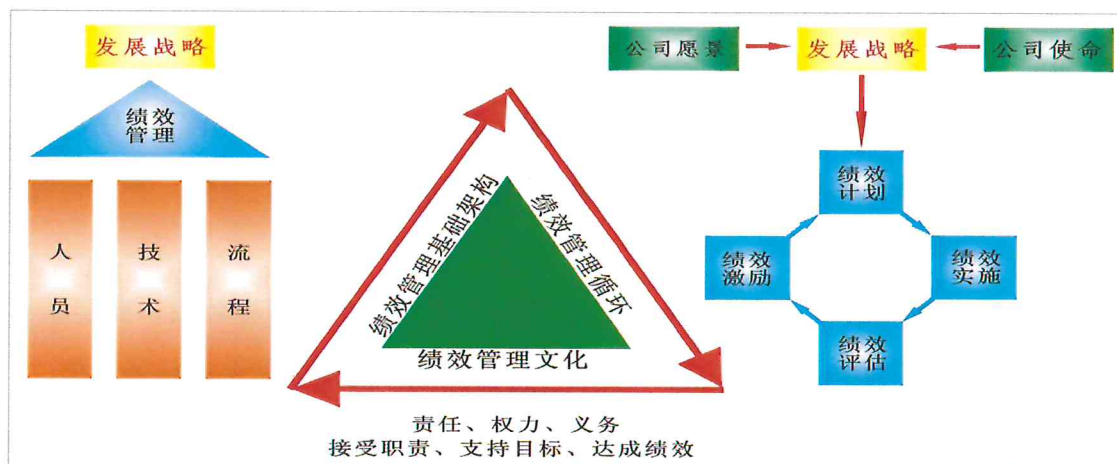 发展战略
绩效
管理
人员
技术
流程
绩效管理基础架构
绩效管理循环
绩效管理文化
责任、权力、义务
接受职责、支持目标、达成绩效
公司愿景
发展战略
公司使命
绩效
计划
绩效
实施
绩效
评估
绩效
激励